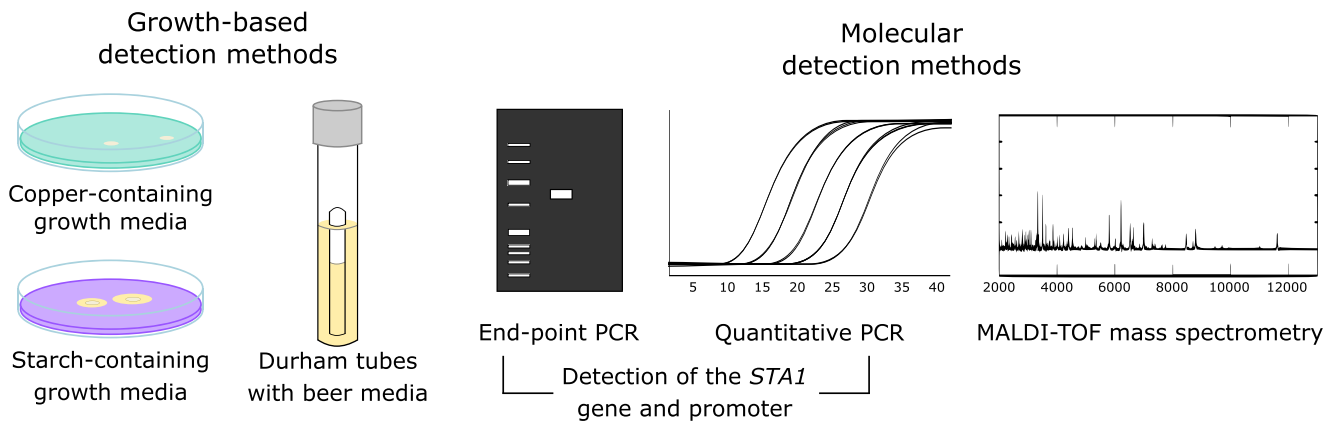 Growth-based
detection methods
Copper-containing
growth media
Starch-containing
growth media
Durham tubes
with beer media
Molecular
detection methods
5 10 15 20 25 30 35 40
2000 4000 6000 8000 10000 12000
End-point PCR
Quantitative PCR
MALDI-TOF mass spectrometry
Detection of the STA1
gene and promoter